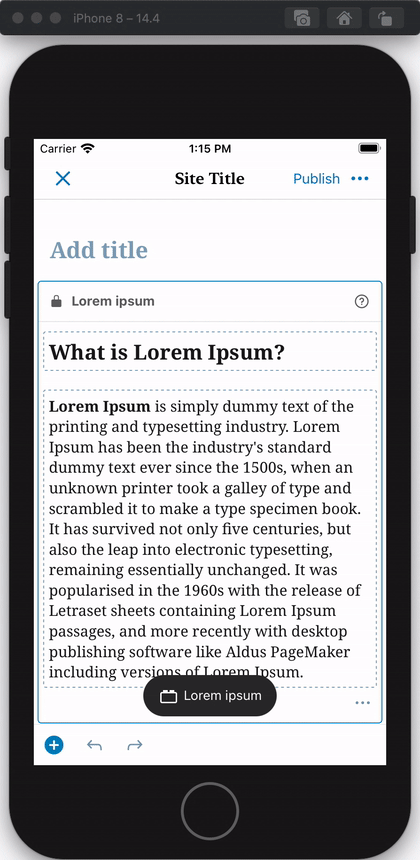 iPhone 8 – 14.4
Carrier 1:15 PM
Site Title
Publish
Add title
Lorem ipsum
What is Lorem Ipsum?
Lorem Ipsum is simply dummy text of the
printing and typesetting industry. Lorem
Ipsum has been the industry's standard
dummy text ever since the 1500s, when an
unknown printer took a galley of type and
scrambled it to make a type specimen book.
It has survived not only five centuries, but
also the leap into electronic typesetting,
remaining essentially unchanged. It was
popularised in the 1960s with the release of
Letraset sheets containing Lorem Ipsum
passages, and more recently with desktop
publishing software like Aldus PageMaker
including versions of Lorem Ipsum.
Lorem ipsum